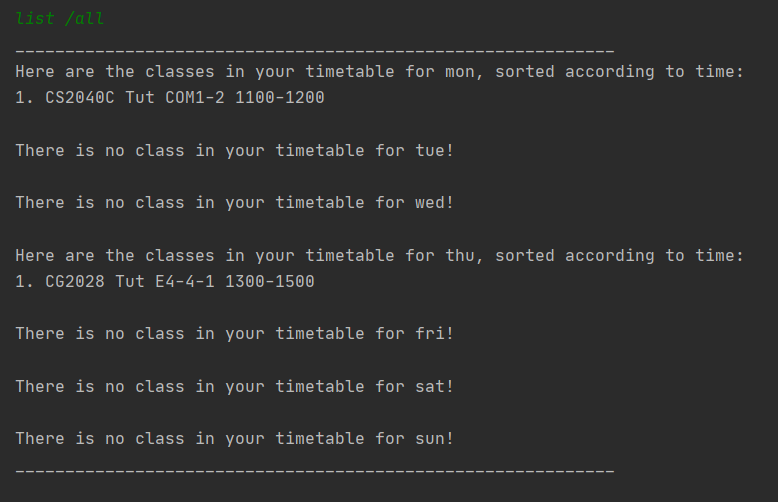 list /all
____________________________________________________________
Here are the classes in your timetable for mon, sorted according to time:
1. CS2040C Tut COM1-2 1100-1200
There is no class in your timetable for tue!
There is no class in your timetable for wed!
Here are the classes in your timetable for thu, sorted according to time:
1. CG2028 Tut E4-4-1 1300-1500
There is no class in your timetable for fri!
There is no class in your timetable for sat!
There is no class in your timetable for sun!
____________________________________________________________